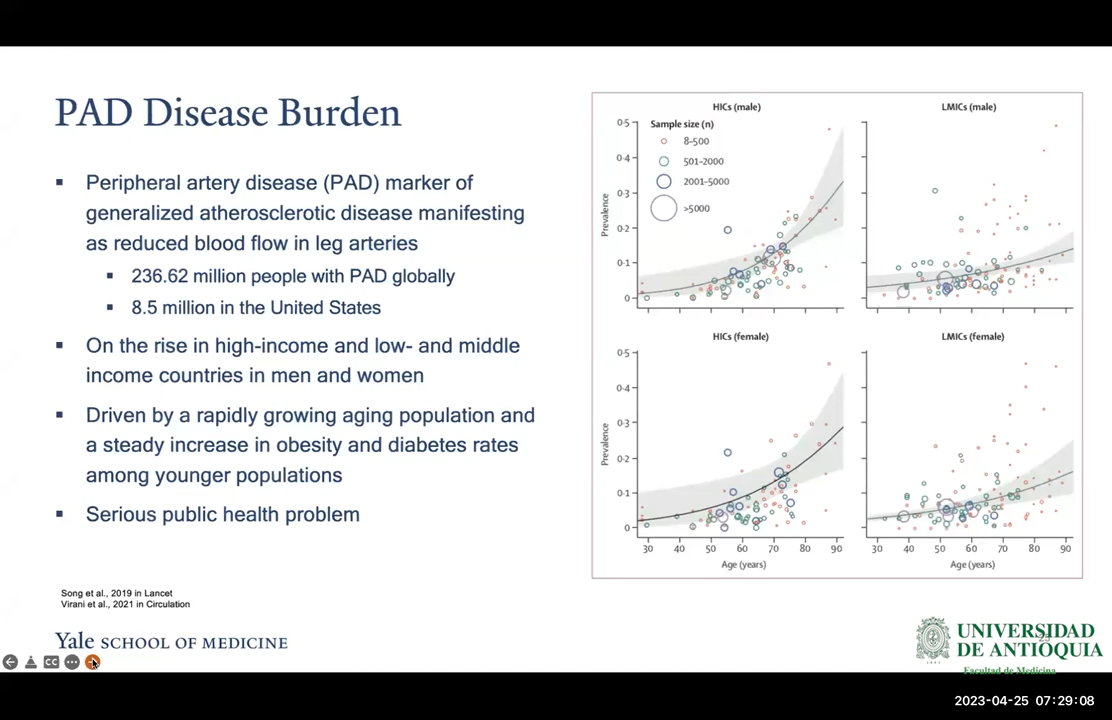 PAD Disease Burden
▪ Peripheral artery disease (PAD) marker of
generalized atherosclerotic disease manifesting
as reduced blood flow in leg arteries
▪ 236.62 million people with PAD globally
▪ 8.5 million in the United States
▪ On the rise in high-income and low- and middle
income countries in men and women
▪ Driven by a rapidly growing aging population and
a steady increase in obesity and diabetes rates
among younger populations
▪ Serious public health problem
Song et al., 2019 in Lancet
Virani et al., 2021 in Circulation
Yale SCHOOL OF MEDICINE
CC
HICs (male)
Sample size (n)
8–500
501–2000
2001–5000
>5000
Prevalence
0·5
0·4
0·3
0·2
0·1
0
LMICs (male)
HICs (female)
Prevalence
0·5
0·4
0·3
0·2
0·1
0
30 40 50 60 70 80 90
Age (years)
LMICs (female)
30 40 50 60 70 80 90
Age (years)
UNIVERSIDAD
DE ANTIOQUIA
Facultad de Medicina
1803
2023-04-25 07:29:08